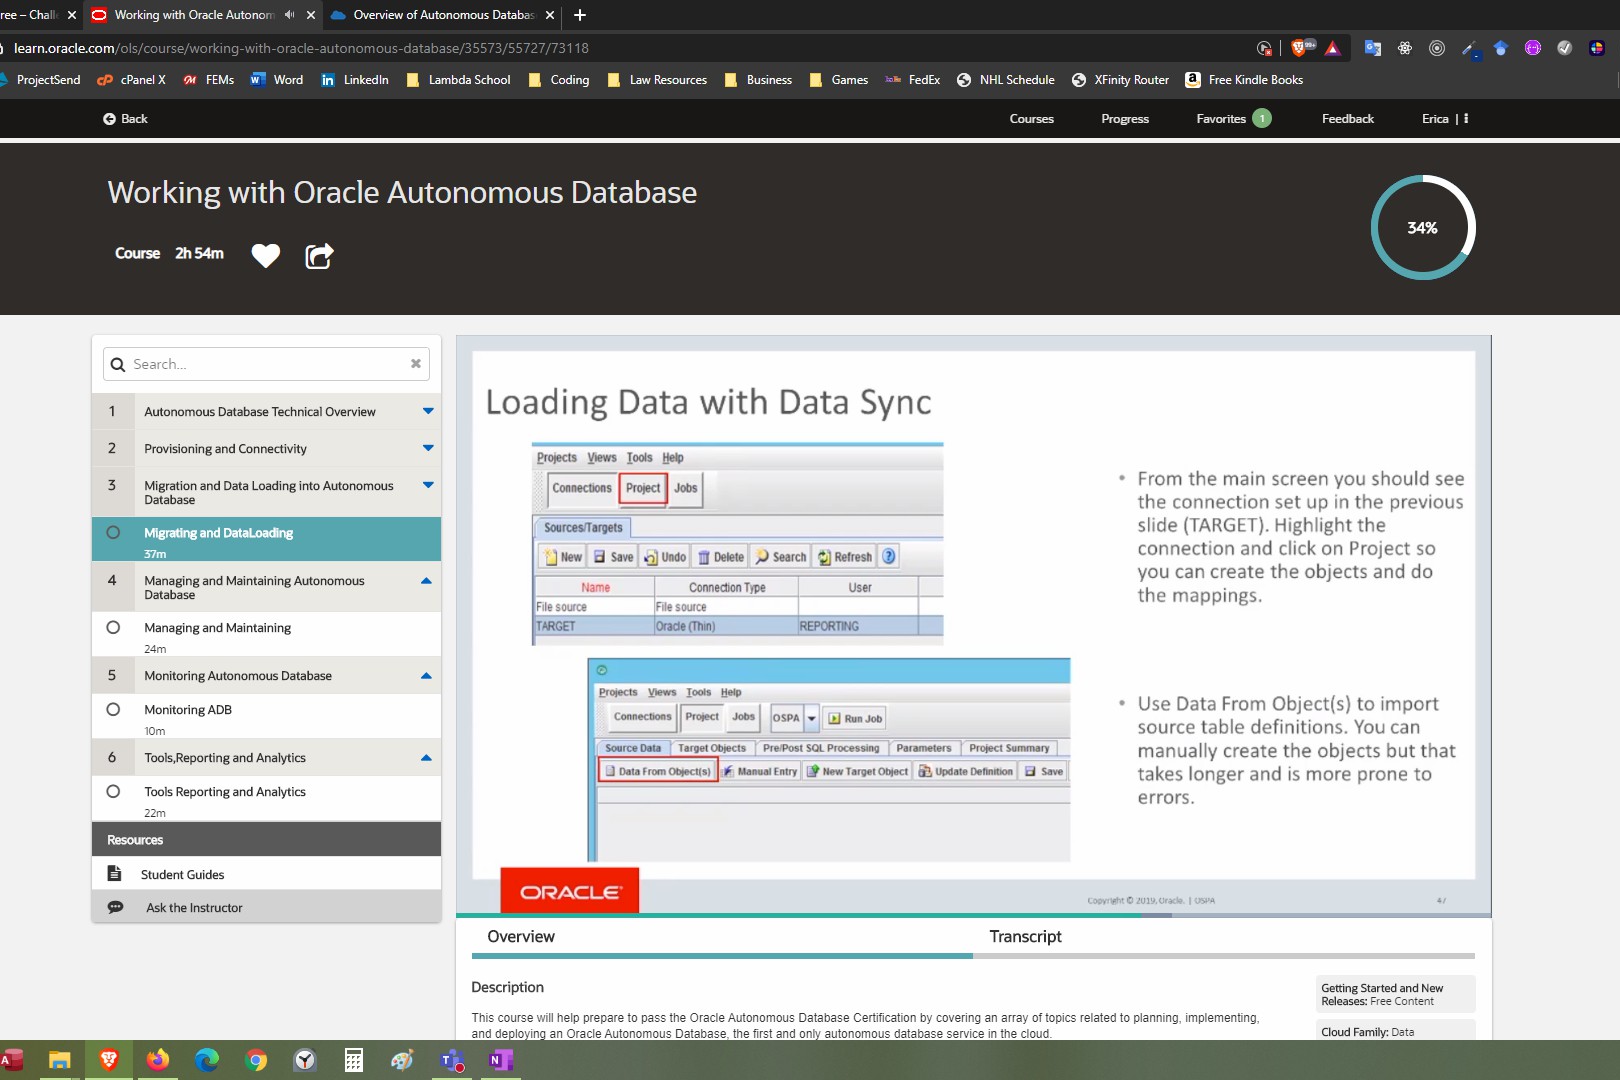 ree – Chall
Working with Oracle Autonom
Overview of Autonomous Databas
learn.oracle.com/ols/course/working-with-oracle-autonomous-database/35573/55727/73118
99+
ProjectSend
cPanel X
FEMs
Word
LinkedIn
Lambda School
Coding
Law Resources
Business
Games
FedEx
NHL Schedule
XFinity Router
Free Kindle Books
Back
Courses
Progress
Favorites 1
Feedback
Erica |
Working with Oracle Autonomous Database
Course 2h 54m
34%
Search...
1 Autonomous Database Technical Overview
2 Provisioning and Connectivity
3 Migration and Data Loading into Autonomous
Database
Migrating and DataLoading
37m
4 Managing and Maintaining Autonomous
Database
Managing and Maintaining
24m
5 Monitoring Autonomous Database
Monitoring ADB
10m
6 Tools,Reporting and Analytics
Tools Reporting and Analytics
22m
Resources
Student Guides
Ask the Instructor
Loading Data with Data Sync
Projects Views Tools Help
Connections Project Jobs
Sources/Targets
New Save Undo Delete Search Refresh ?
Name Connection Type User
File source File source
TARGET Oracle (Thin) REPORTING
• From the main screen you should see
the connection set up in the previous
slide (TARGET). Highlight the
connection and click on Project so
you can create the objects and do
the mappings.
Projects Views Tools Help
Connections Project Jobs OSPA Run Job
Source Data Target Objects Pre/Post SQL Processing Parameters Project Summary
Data From Object(s) Manual Entry New Target Object Update Definition Save
• Use Data From Object(s) to import
source table definitions. You can
manually create the objects but that
takes longer and is more prone to
errors.
ORACLE
Copyright © 2019, Oracle. | OSPA
47
Overview
Transcript
Description
This course will help prepare to pass the Oracle Autonomous Database Certification by covering an array of topics related to planning, implementing,
and deploying an Oracle Autonomous Database, the first and only autonomous database service in the cloud.
Getting Started and New
Releases: Free Content
Cloud Family: Data